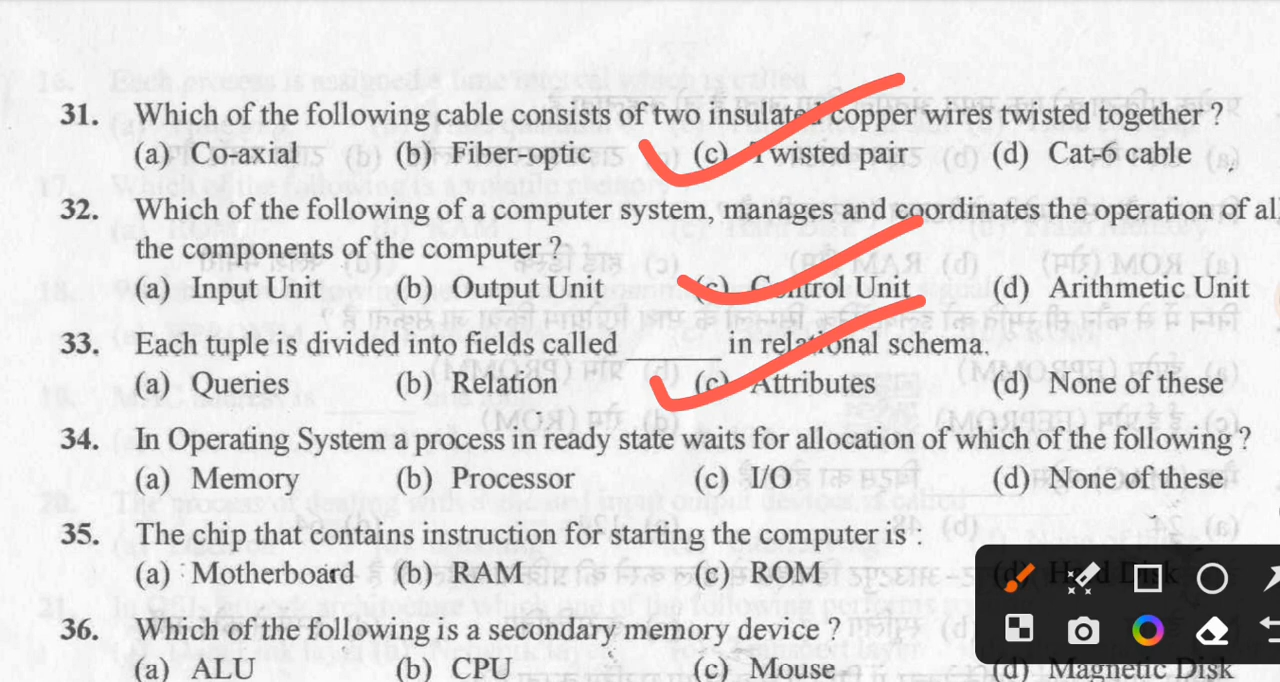 31. Which of the following cable consists of two insulated copper wires twisted together ?
(a) Co-axial (b) Fiber-optic (c) Twisted pair (d) Cat-6 cable
32. Which of the following of a computer system, manages and coordinates the operation of all
the components of the computer ?
(a) Input Unit (b) Output Unit (c) Control Unit (d) Arithmetic Unit
33. Each tuple is divided into fields called ______ in relational schema.
(a) Queries (b) Relation (c) Attributes (d) None of these
34. In Operating System a process in ready state waits for allocation of which of the following ?
(a) Memory (b) Processor (c) I/O (d) None of these
35. The chip that contains instruction for starting the computer is :
(a) Motherboard (b) RAM (c) ROM (d) Hard Disk
36. Which of the following is a secondary memory device ?
(a) ALU (b) CPU (c) Mouse (d) Magnetic Disk